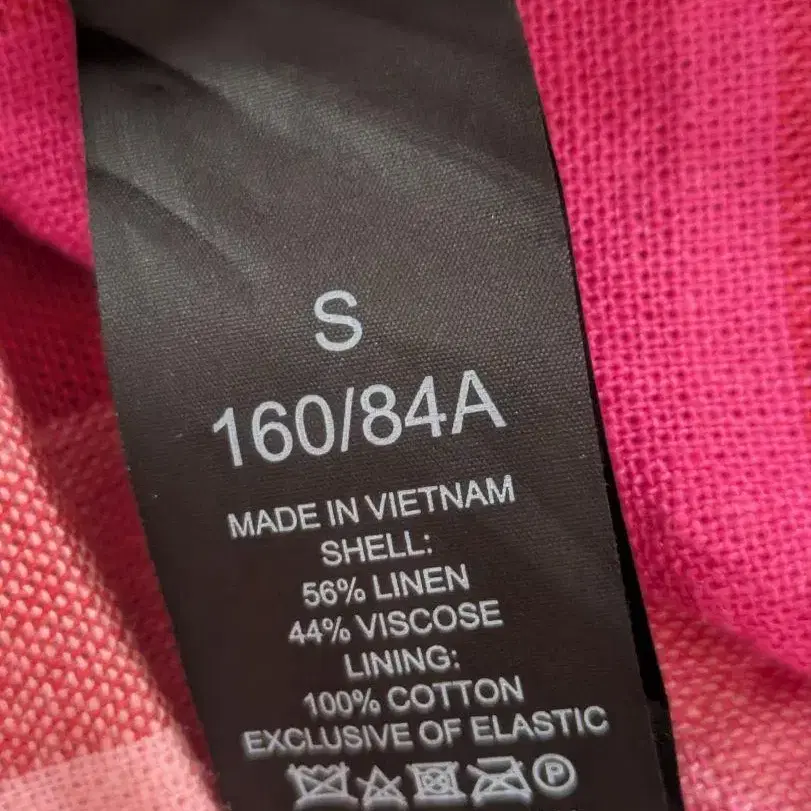 S
160/84A
MADE IN VIETNAM
SHELL:
56% LINEN
44% VISCOSE
LINING:
100% COTTON
EXCLUSIVE OF ELASTIC
P